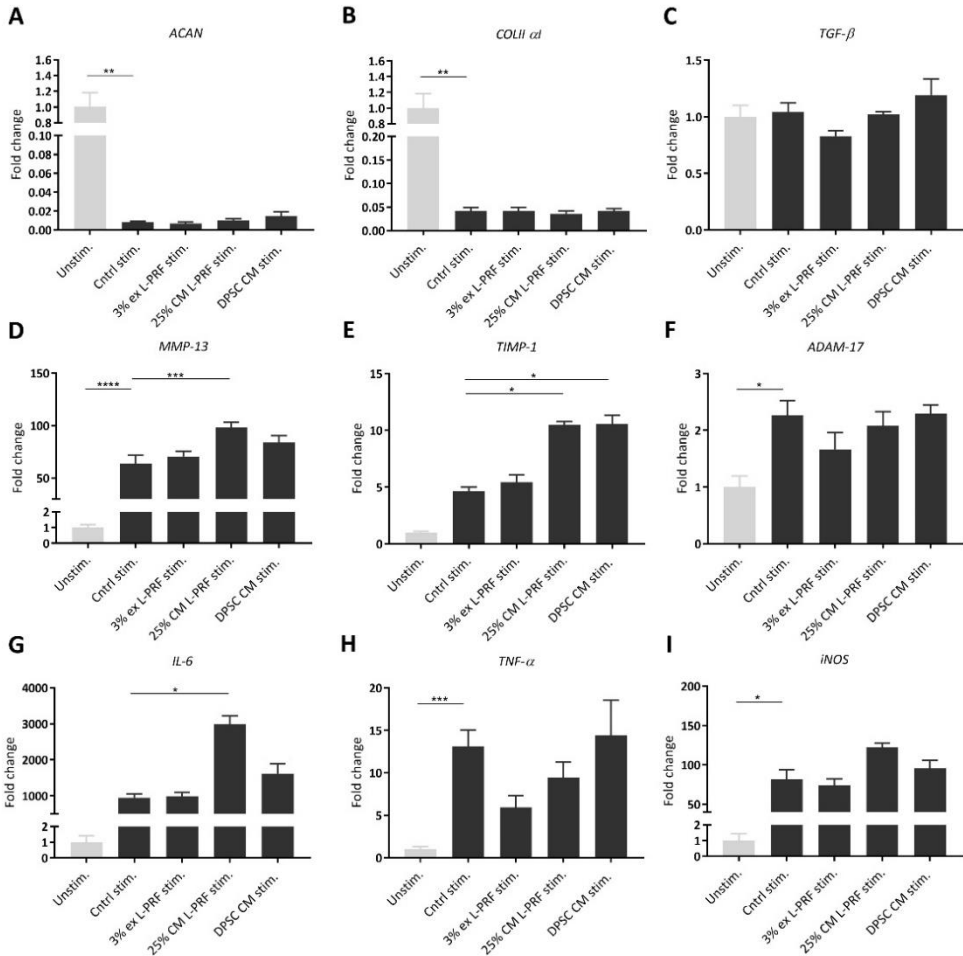 A
ACAN
Fold change
1.6
1.4
1.2
1.0
0.8
0.10
0.08
0.06
0.04
0.02
0.00
**
Unstim.
Cntrl stim.
3% ex L-PRF stim.
25% CM L-PRF stim.
DPSC CM stim.
B
COLII αI
Fold change
1.6
1.4
1.2
1.0
0.8
0.20
0.15
0.10
0.05
0.00
**
Unstim.
Cntrl stim.
3% ex L-PRF stim.
25% CM L-PRF stim.
DPSC CM stim.
C
TGF-β
Fold change
1.5
1.0
0.5
0.0
Unstim.
Cntrl stim.
3% ex L-PRF stim.
25% CM L-PRF stim.
DPSC CM stim.
D
MMP-13
Fold change
150
100
50
2
1
0
****
***
Unstim.
Cntrl stim.
3% ex L-PRF stim.
25% CM L-PRF stim.
DPSC CM stim.
E
TIMP-1
Fold change
15
10
5
0
*
*
Unstim.
Cntrl stim.
3% ex L-PRF stim.
25% CM L-PRF stim.
DPSC CM stim.
F
ADAM-17
Fold change
3
2
1
0
*
Unstim.
Cntrl stim.
3% ex L-PRF stim.
25% CM L-PRF stim.
DPSC CM stim.
G
IL-6
Fold change
4000
3000
2000
1000
2
1
0
*
Unstim.
Cntrl stim.
3% ex L-PRF stim.
25% CM L-PRF stim.
DPSC CM stim.
H
TNF-α
Fold change
20
15
10
5
0
***
Unstim.
Cntrl stim.
3% ex L-PRF stim.
25% CM L-PRF stim.
DPSC CM stim.
I
iNOS
Fold change
200
150
100
50
2
1
0
*
Unstim.
Cntrl stim.
3% ex L-PRF stim.
25% CM L-PRF stim.
DPSC CM stim.